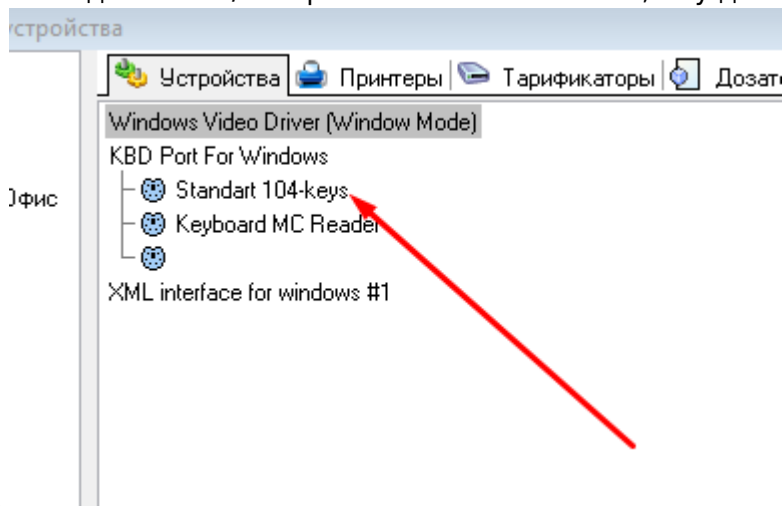 устройства
Устройства Принтеры Тарификаторы
Windows Video Driver (Window Mode)
KBD Port For Windows
Офис
Standart 104-keys
Keyboard MC Reader
XML interface for windows #1